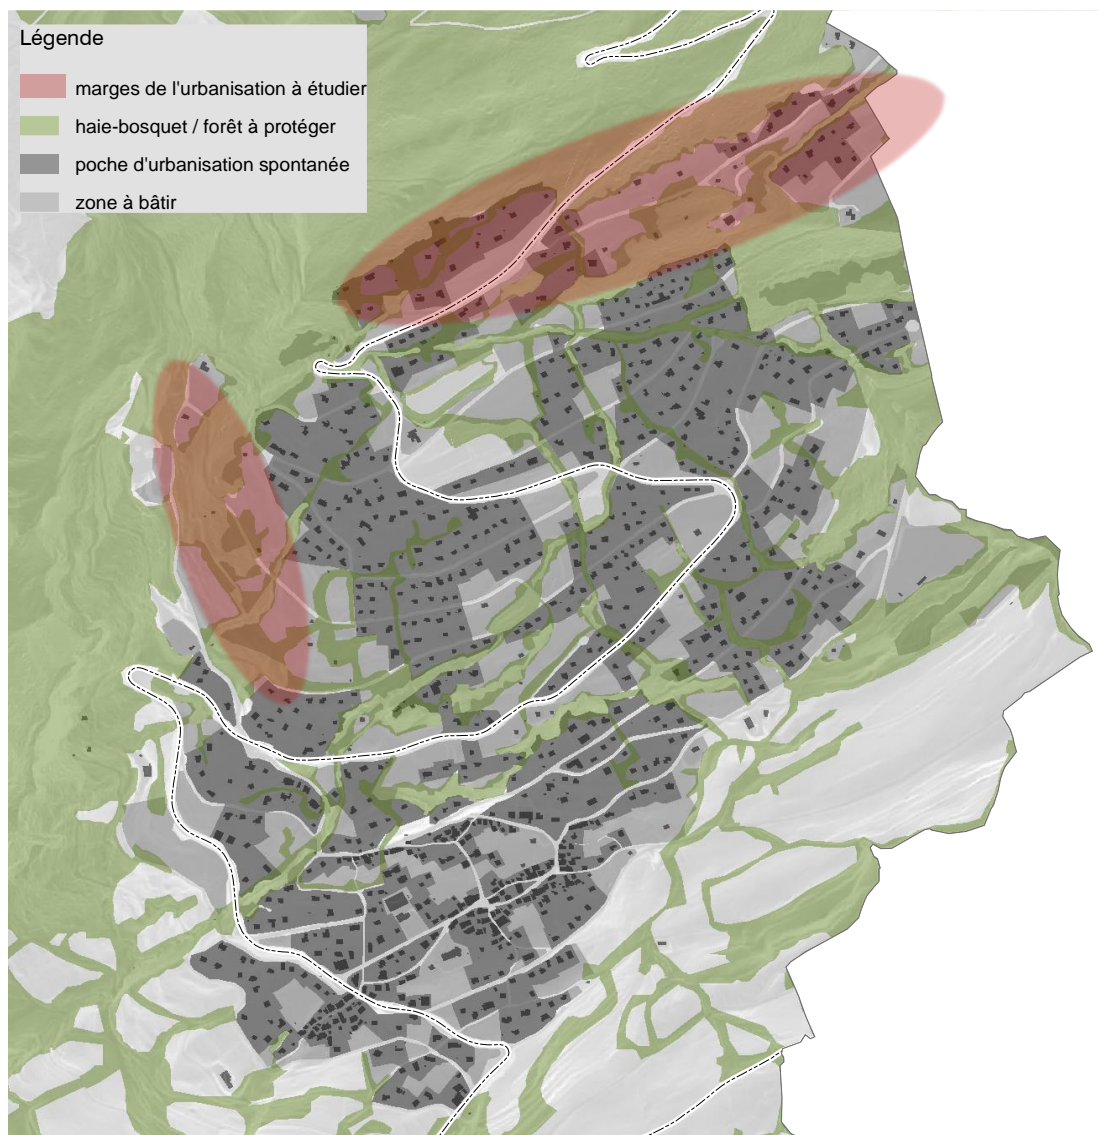 Légende
marges de l'urbanisation à étudier
haie-bosquet / forêt à protéger
poche d'urbanisation spontanée
zone à bâtir